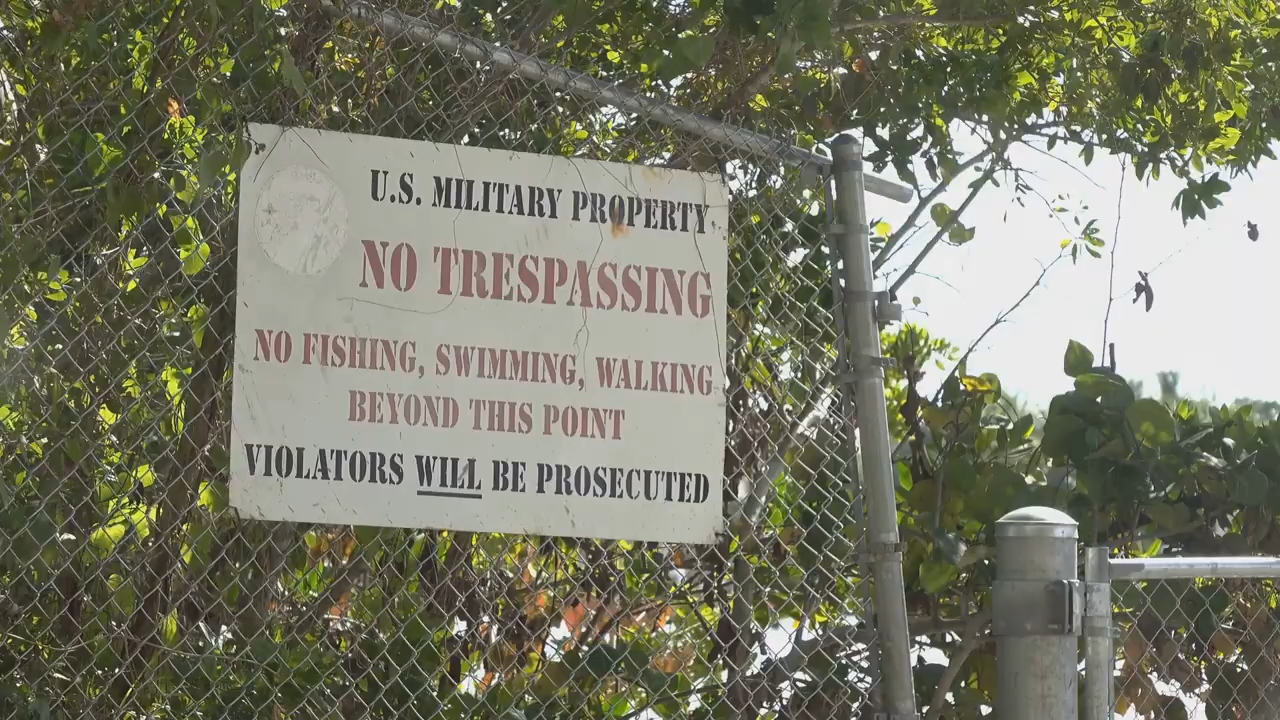 U.S. MILITARY PROPERTY
NO TRESPASSING
NO FISHING, SWIMMING, WALKING
BEYOND THIS POINT
VIOLATORS WILL BE PROSECUTED